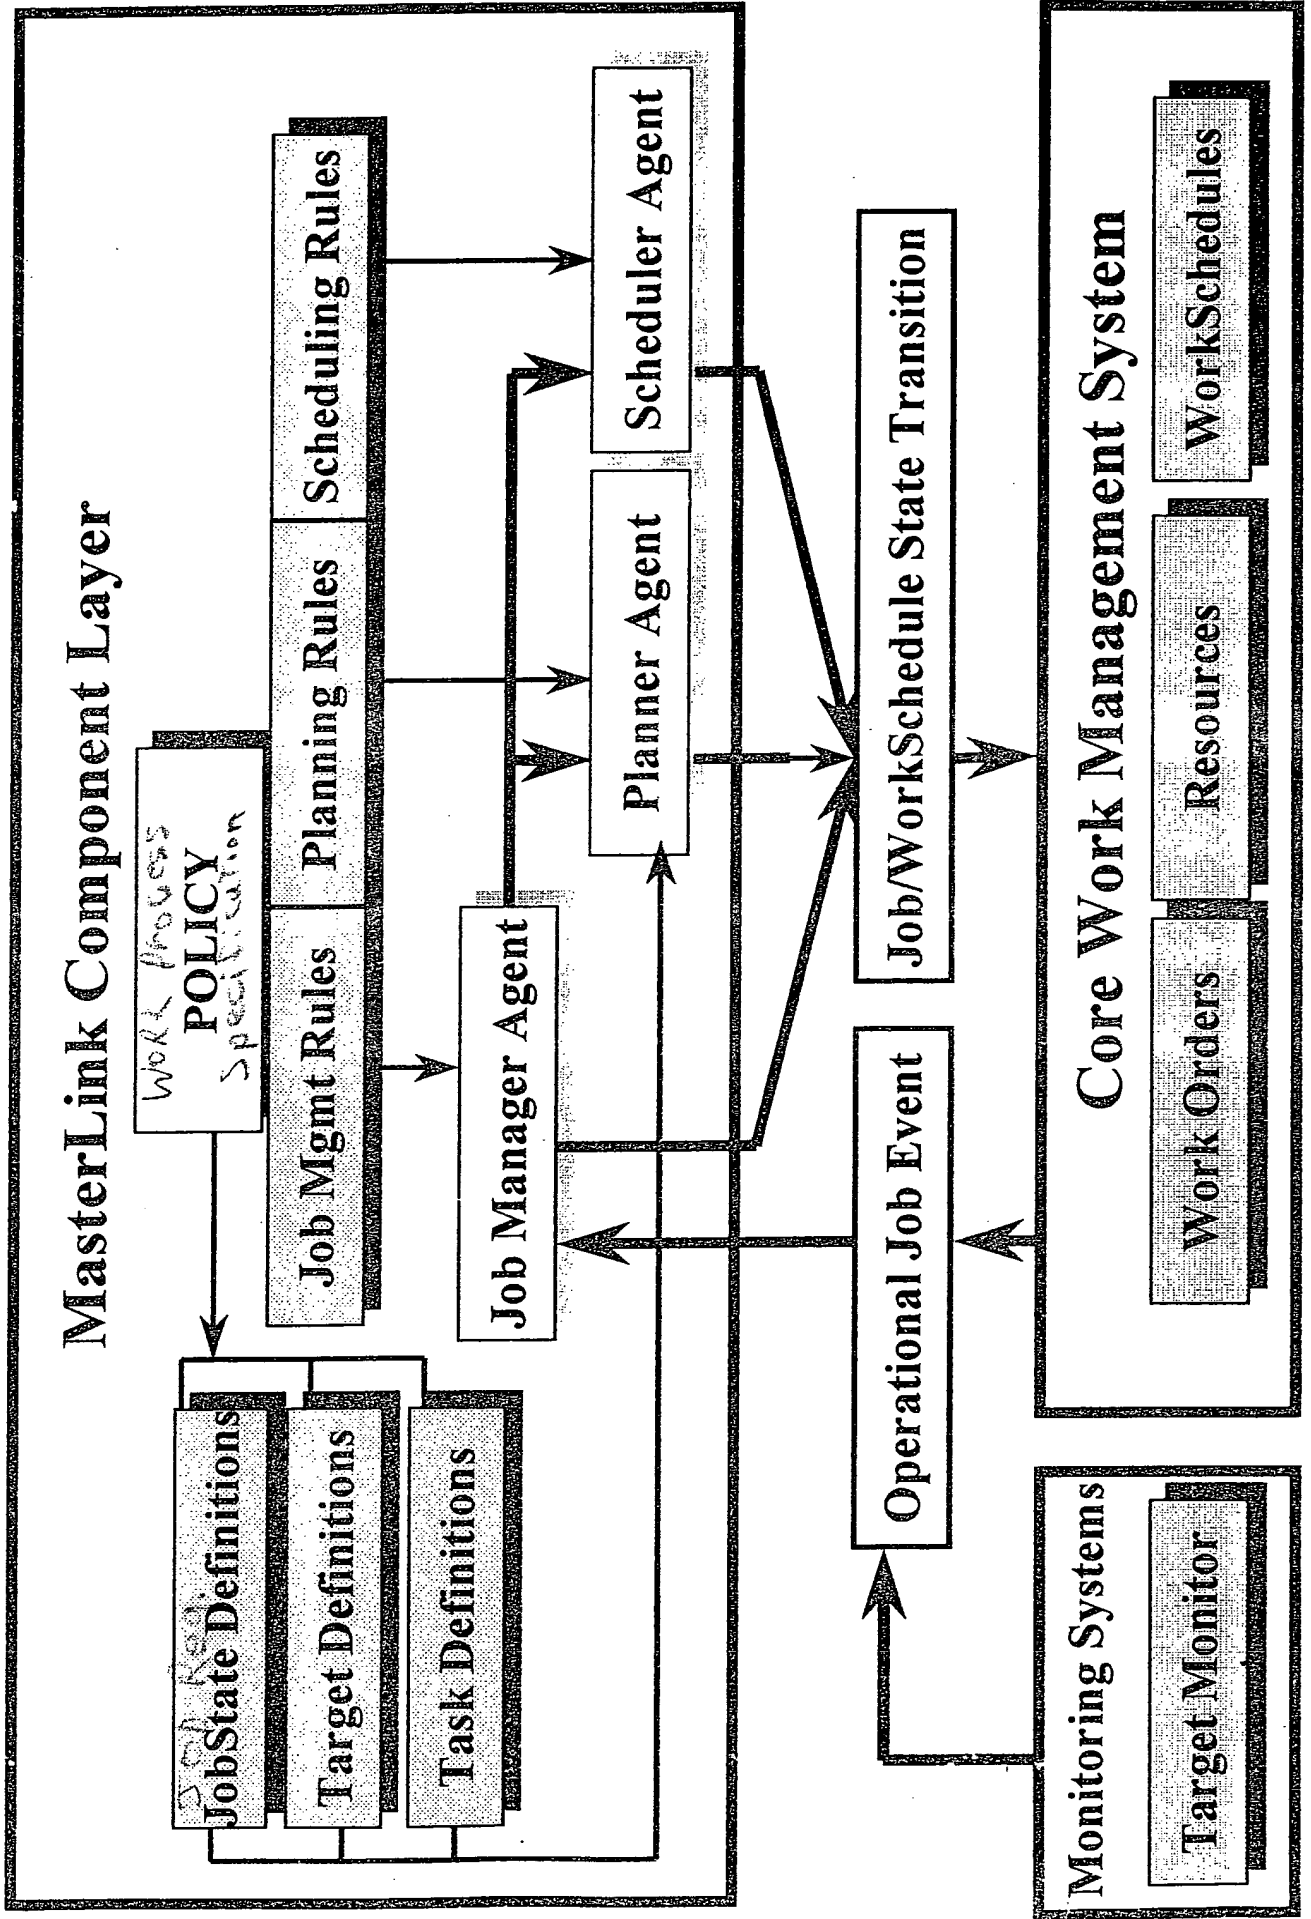 MasterLink Component Layer
Work Process
POLICY
Specification
JobState Definitions
Target Definitions
Task Definitions
Job Mgmt Rules
Planning Rules
Scheduling Rules
Job Manager Agent
Planner Agent
Scheduler Agent
Operational Job Event
Job/WorkSchedule State Transition
Monitoring Systems
Target Monitor
Core Work Management System
Work Orders
Resources
WorkSchedules